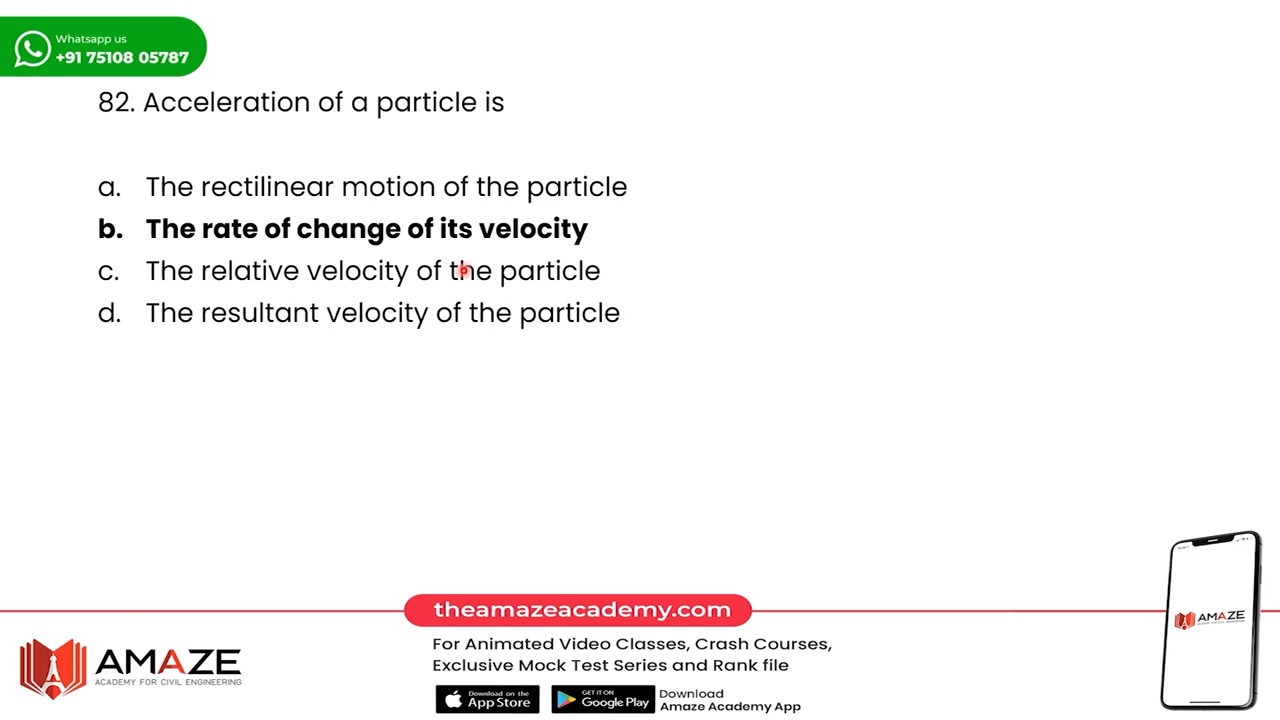 Whatsapp us
+91 75108 05787
82. Acceleration of a particle is
a. The rectilinear motion of the particle
b. The rate of change of its velocity
c. The relative velocity of the particle
d. The resultant velocity of the particle
theamazeacademy.com
AMAZE
ACADEMY FOR CIVIL ENGINEERING
For Animated Video Classes, Crash Courses,
Exclusive Mock Test Series and Rank file
Download on the
App Store
GET IT ON
Google Play
Download
Amaze Academy App
AMAZE